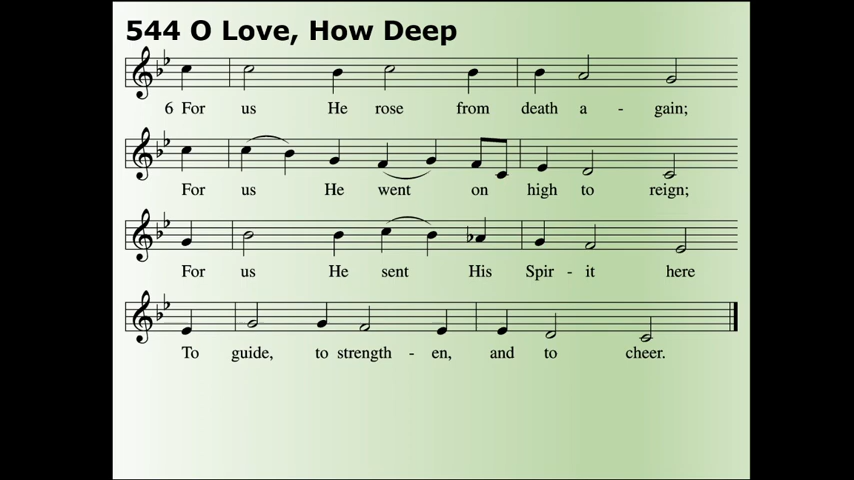 544 O Love, How Deep
6 For us He rose from death a - gain;
For us He went on high to reign;
For us He sent His Spir - it here
To guide, to strength - en, and to cheer.